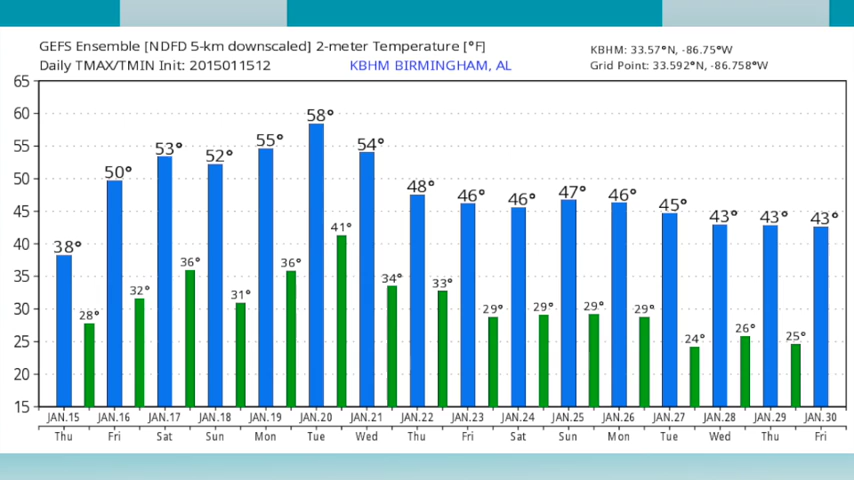 GEFS Ensemble [NDFD 5-km downscaled] 2-meter Temperature [°F]
Daily TMAX/TMIN Init: 2015011512
KBHM BIRMINGHAM, AL
KBHM: 33.57°N, -86.75°W
Grid Point: 33.592°N, -86.758°W
65
60
55
50
45
40
35
30
25
20
15
38° 50° 53° 52° 55° 58° 54° 48° 46° 46° 47° 46° 45° 43° 43° 43°
28° 32° 36° 31° 36° 41° 34° 33° 29° 29° 29° 29° 24° 26° 25°
JAN.15 JAN.16 JAN.17 JAN.18 JAN.19 JAN.20 JAN.21 JAN.22 JAN.23 JAN.24 JAN.25 JAN.26 JAN.27 JAN.28 JAN.29 JAN.30
Thu Fri Sat Sun Mon Tue Wed Thu Fri Sat Sun Mon Tue Wed Thu Fri